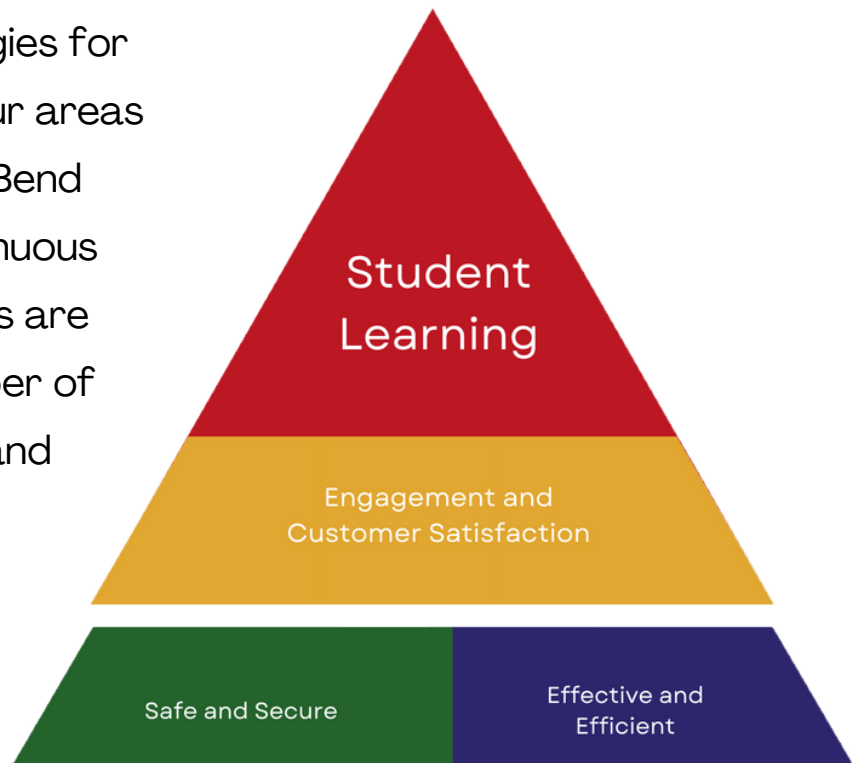 gies for
ur areas
Bend
nuous
s are
er of
and
Student
Learning
Engagement and
Customer Satisfaction
Safe and Secure
Effective and
Efficient